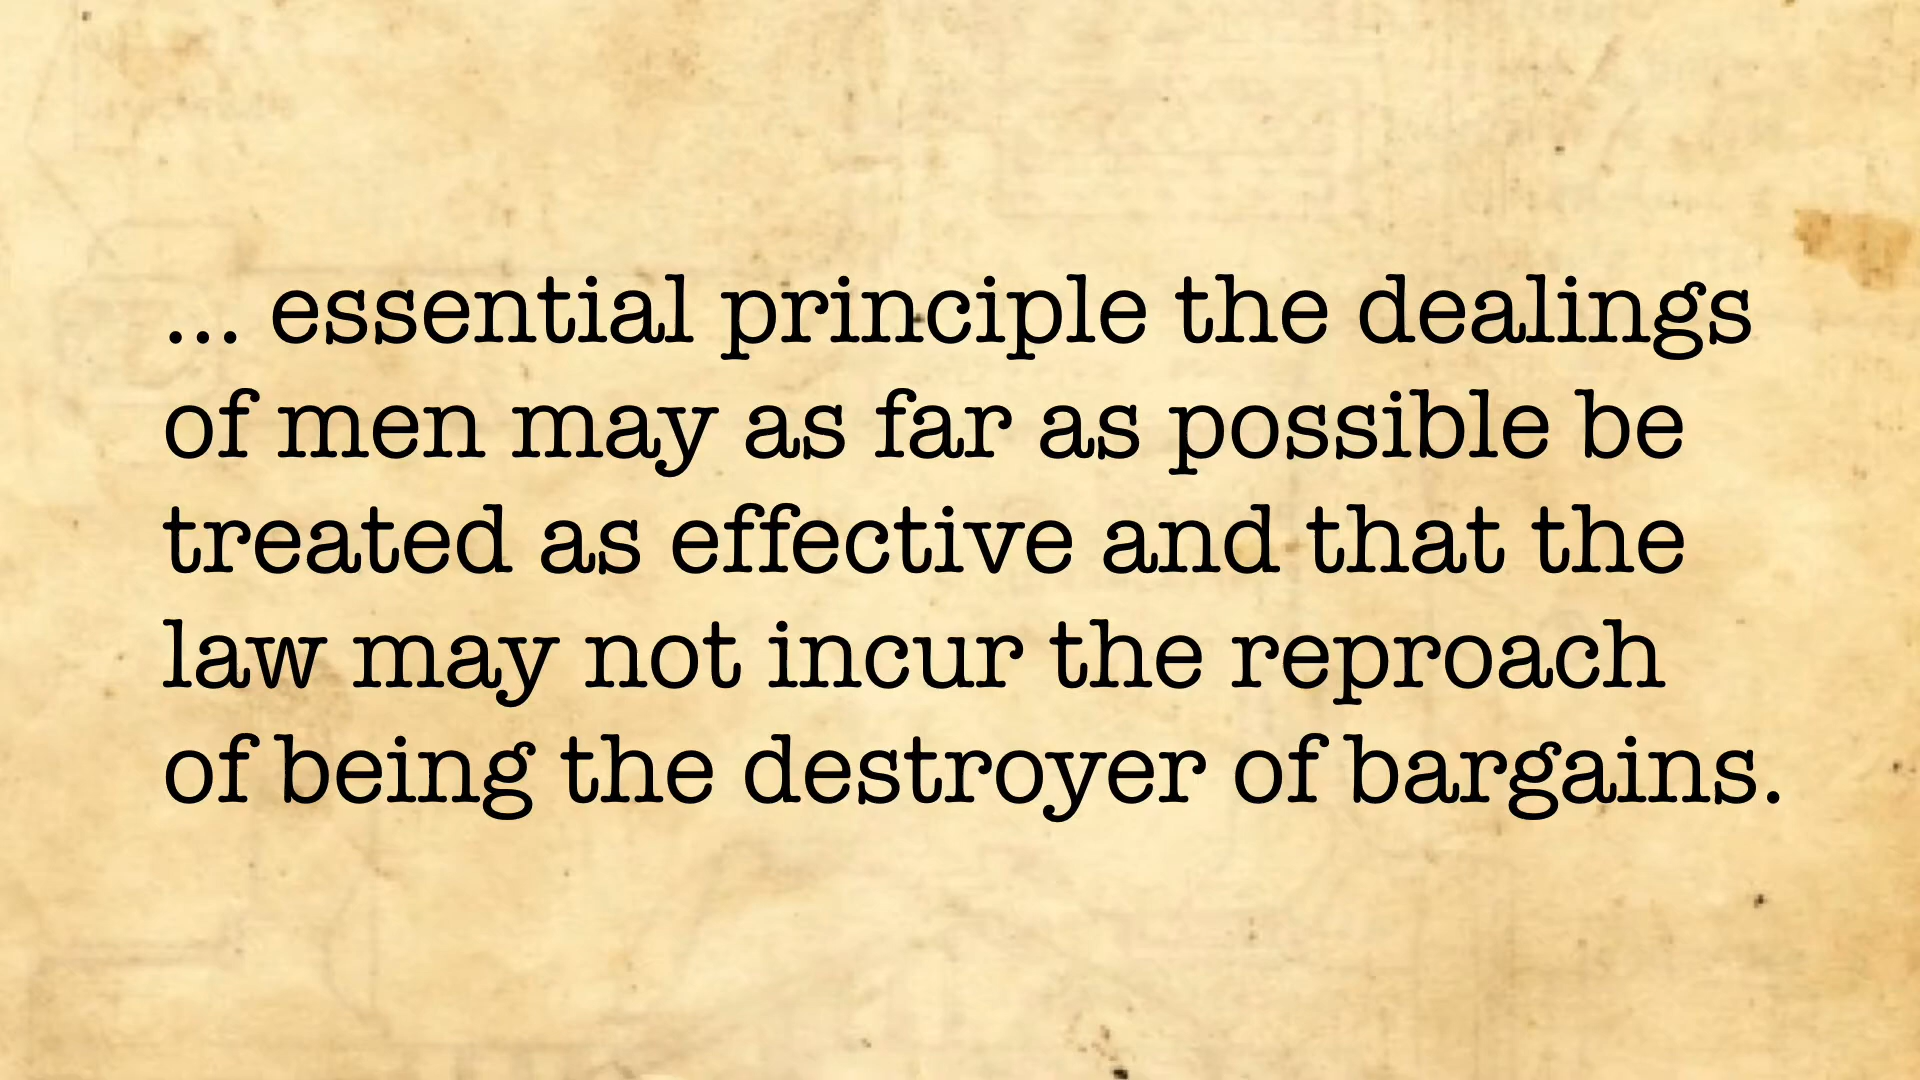 ... essential principle the dealings
of men may as far as possible be
treated as effective and that the
law may not incur the reproach
of being the destroyer of bargains.